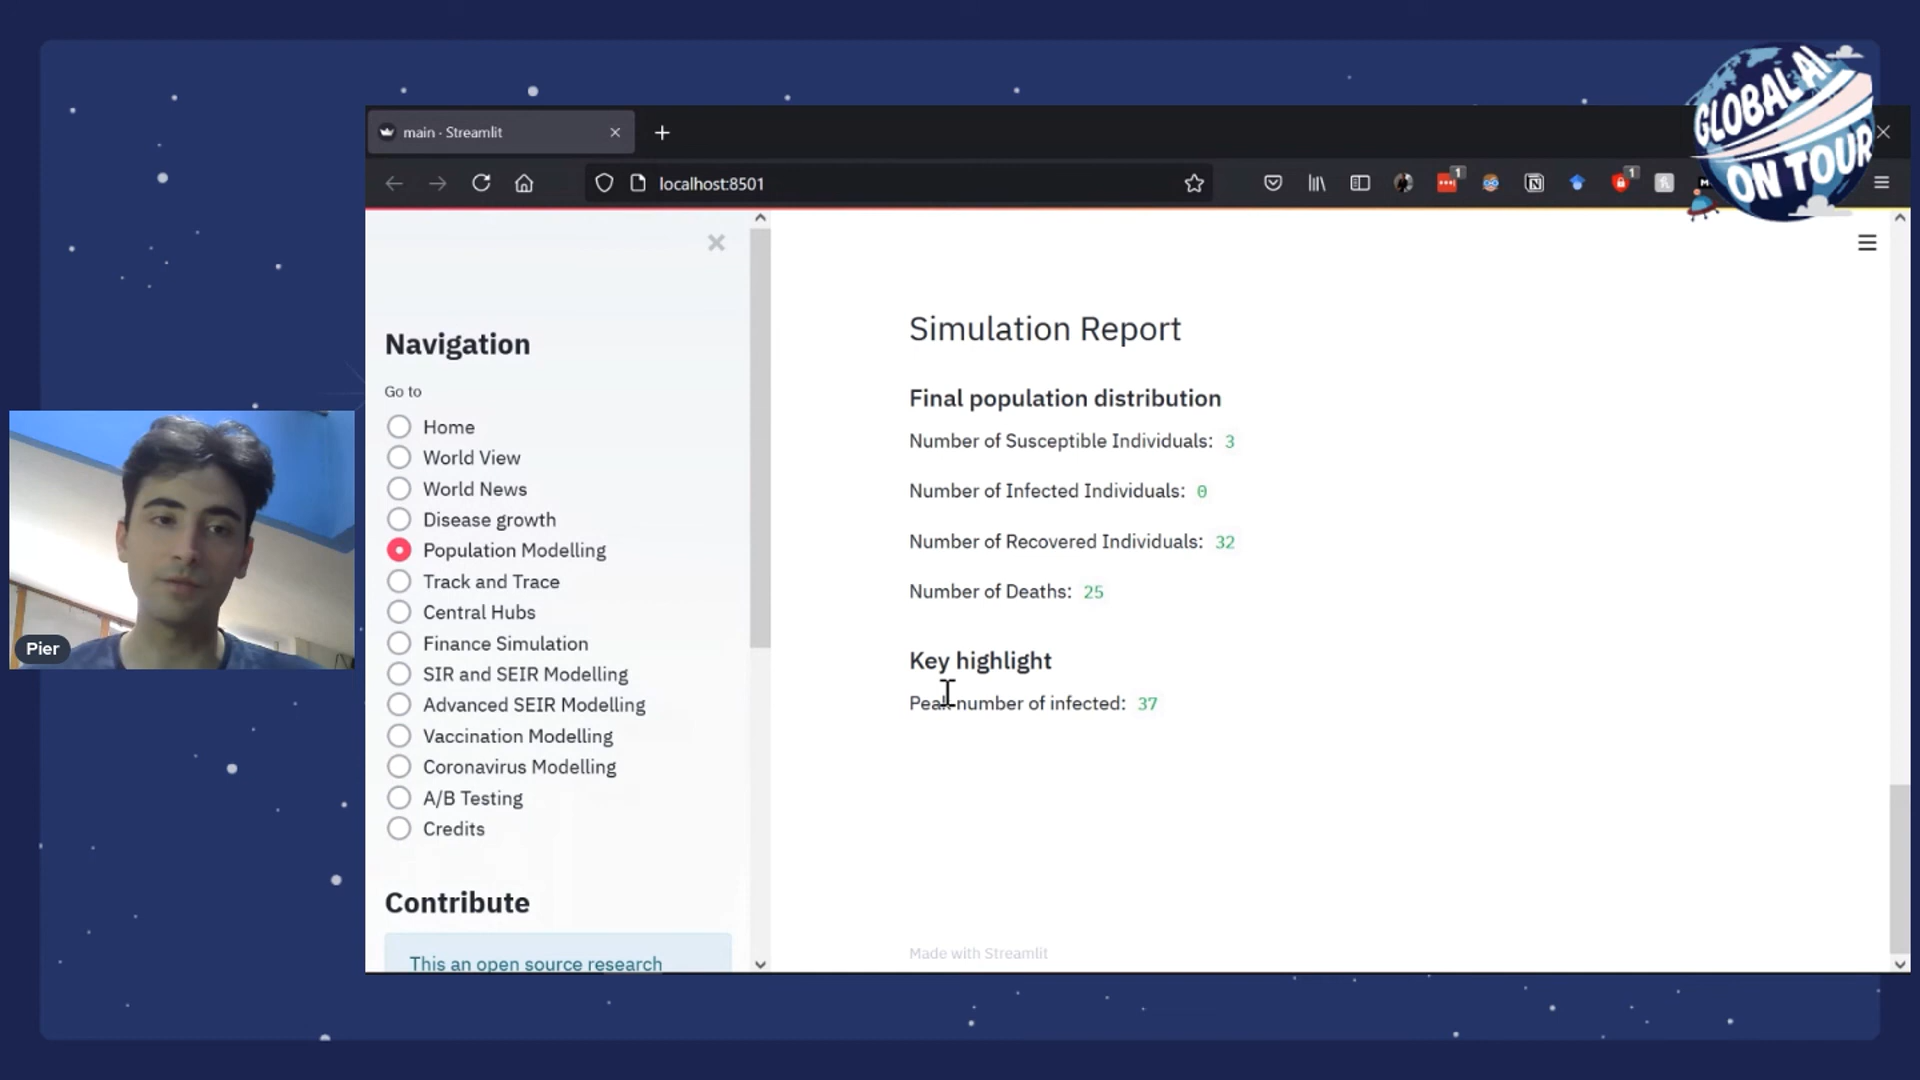 GLOBAL AI
ON TOUR
main · Streamlit
localhost:8501
1
1
Navigation
Go to
Home
World View
World News
Disease growth
Population Modelling
Track and Trace
Central Hubs
Finance Simulation
SIR and SEIR Modelling
Advanced SEIR Modelling
Vaccination Modelling
Coronavirus Modelling
A/B Testing
Credits
Contribute
This an open source research
Simulation Report
Final population distribution
Number of Susceptible Individuals: 3
Number of Infected Individuals: 0
Number of Recovered Individuals: 32
Number of Deaths: 25
Key highlight
Peak number of infected: 37
Made with Streamlit
Pier